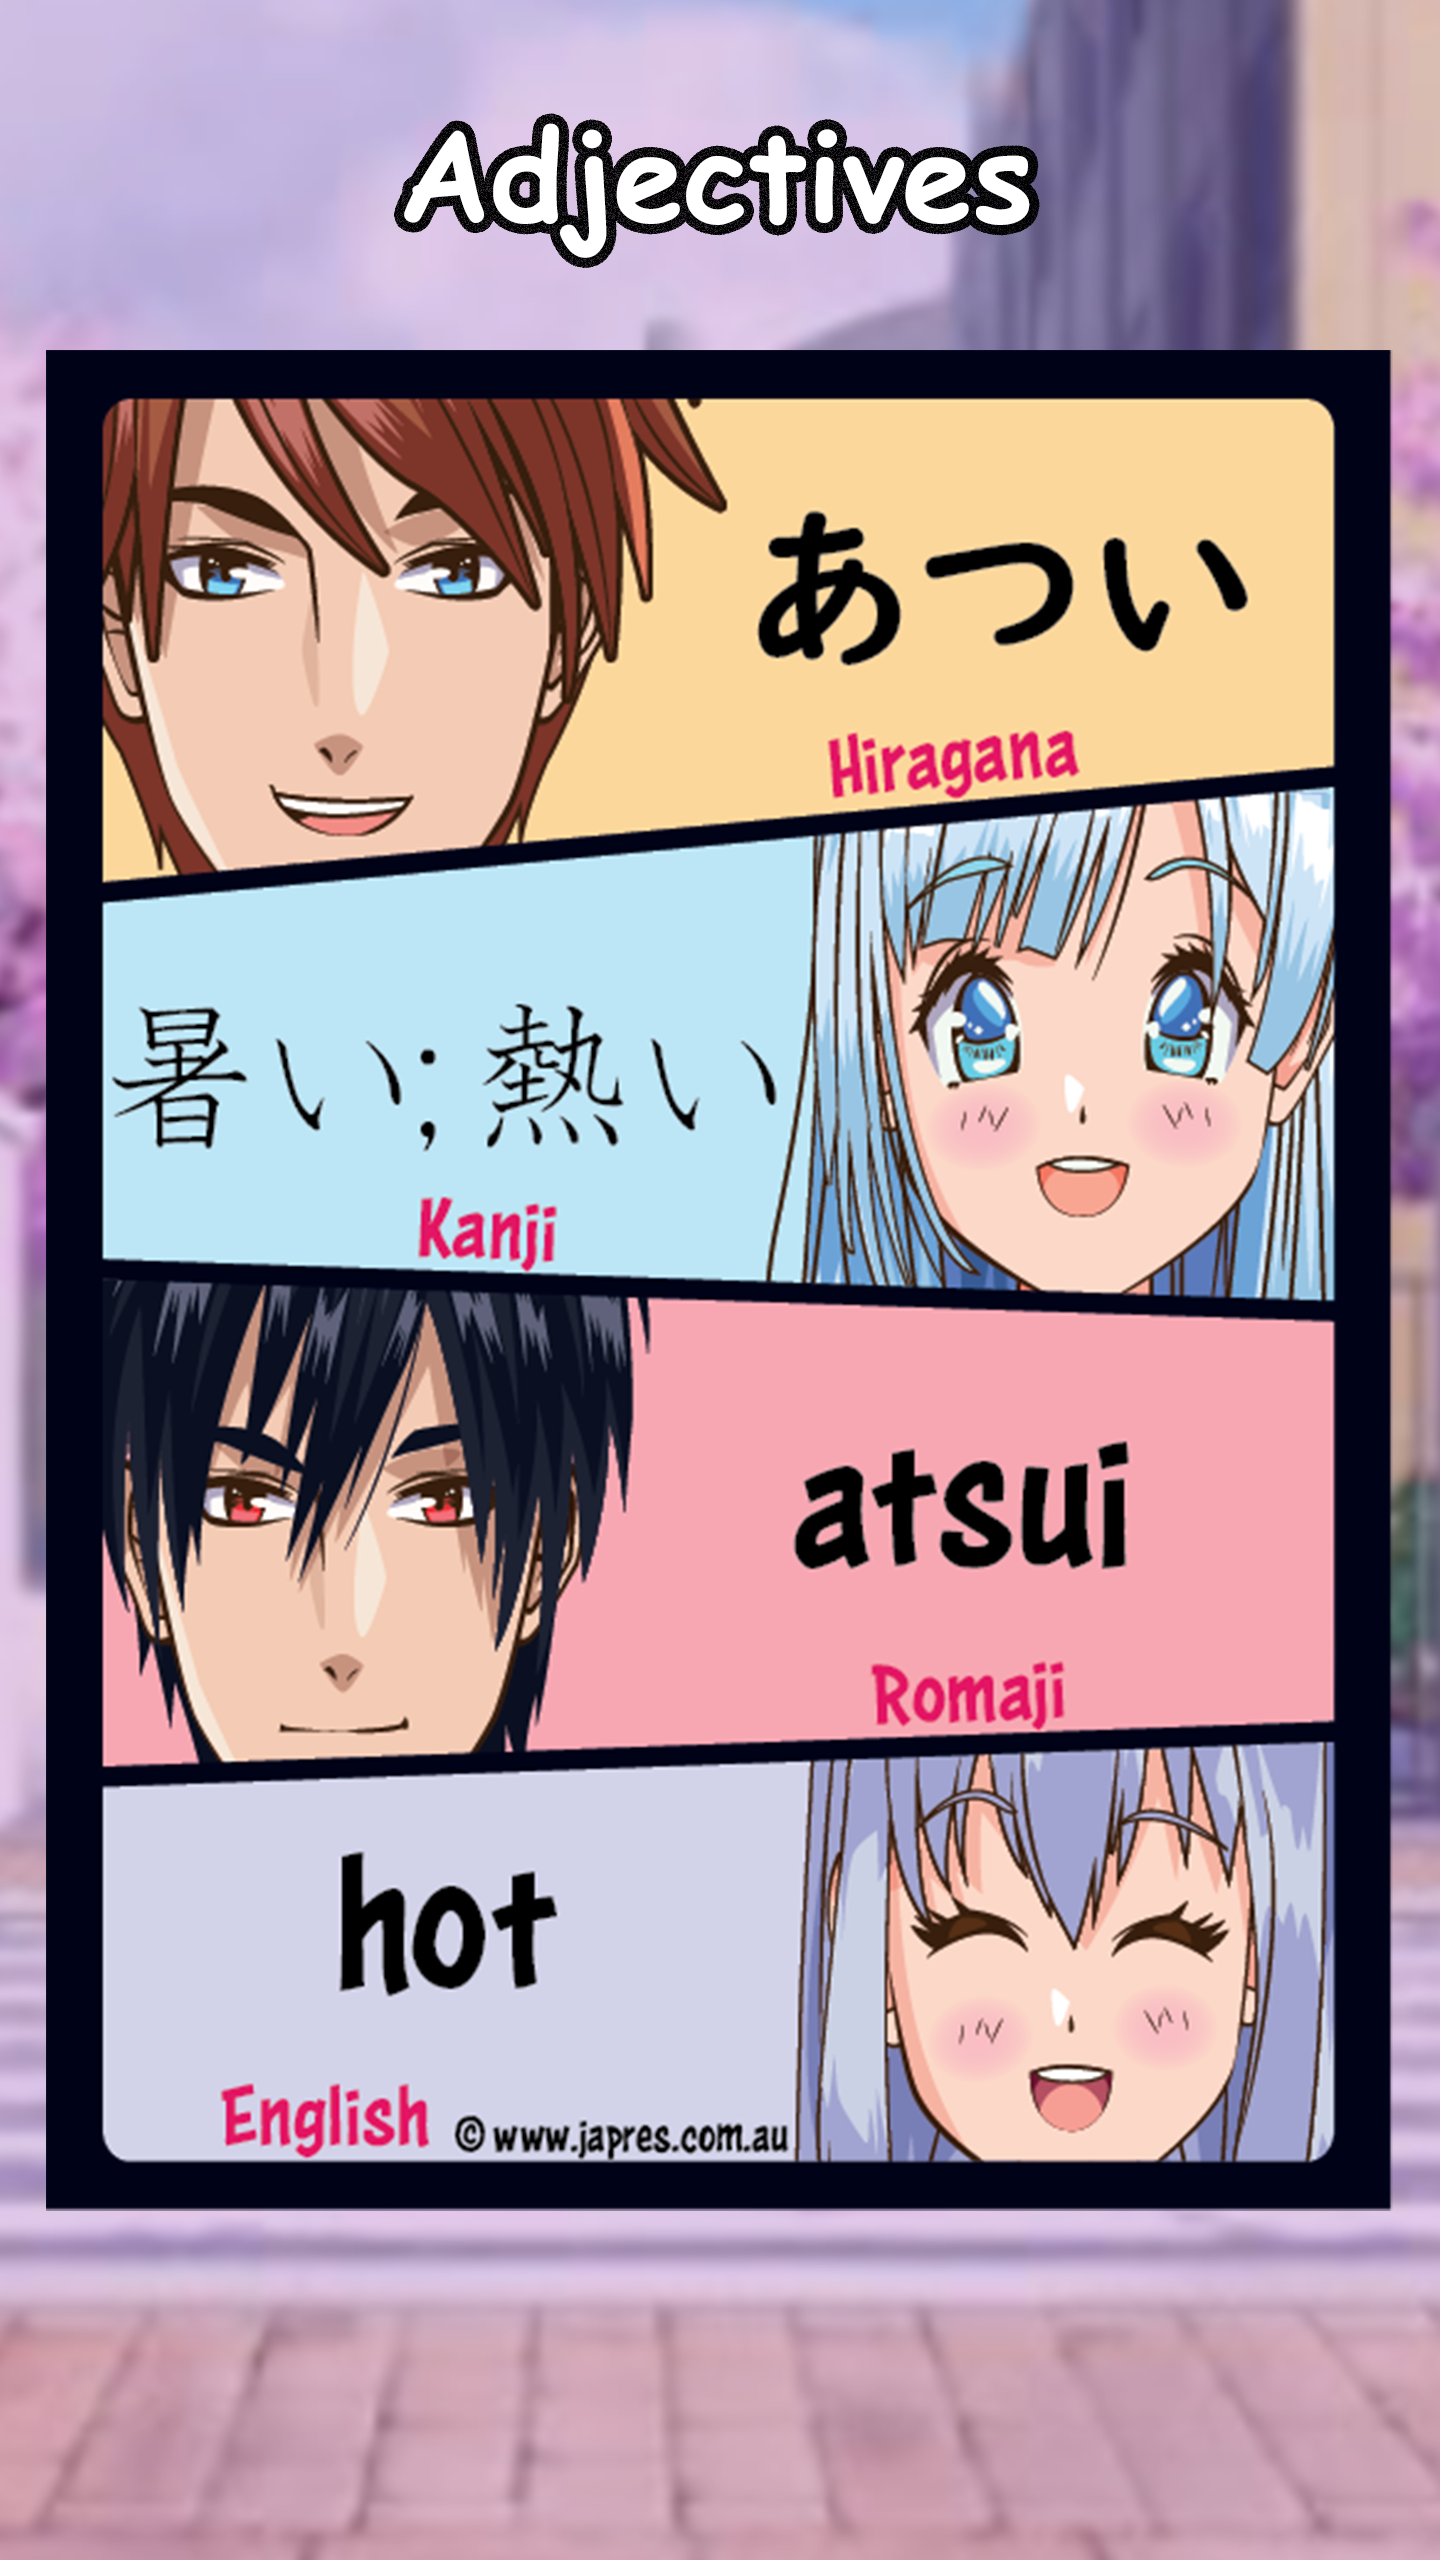 Adjectives
あつい
Hiragana
暑い; 熱い
Kanji
atsui
Romaji
hot
English
© www.japres.com.au